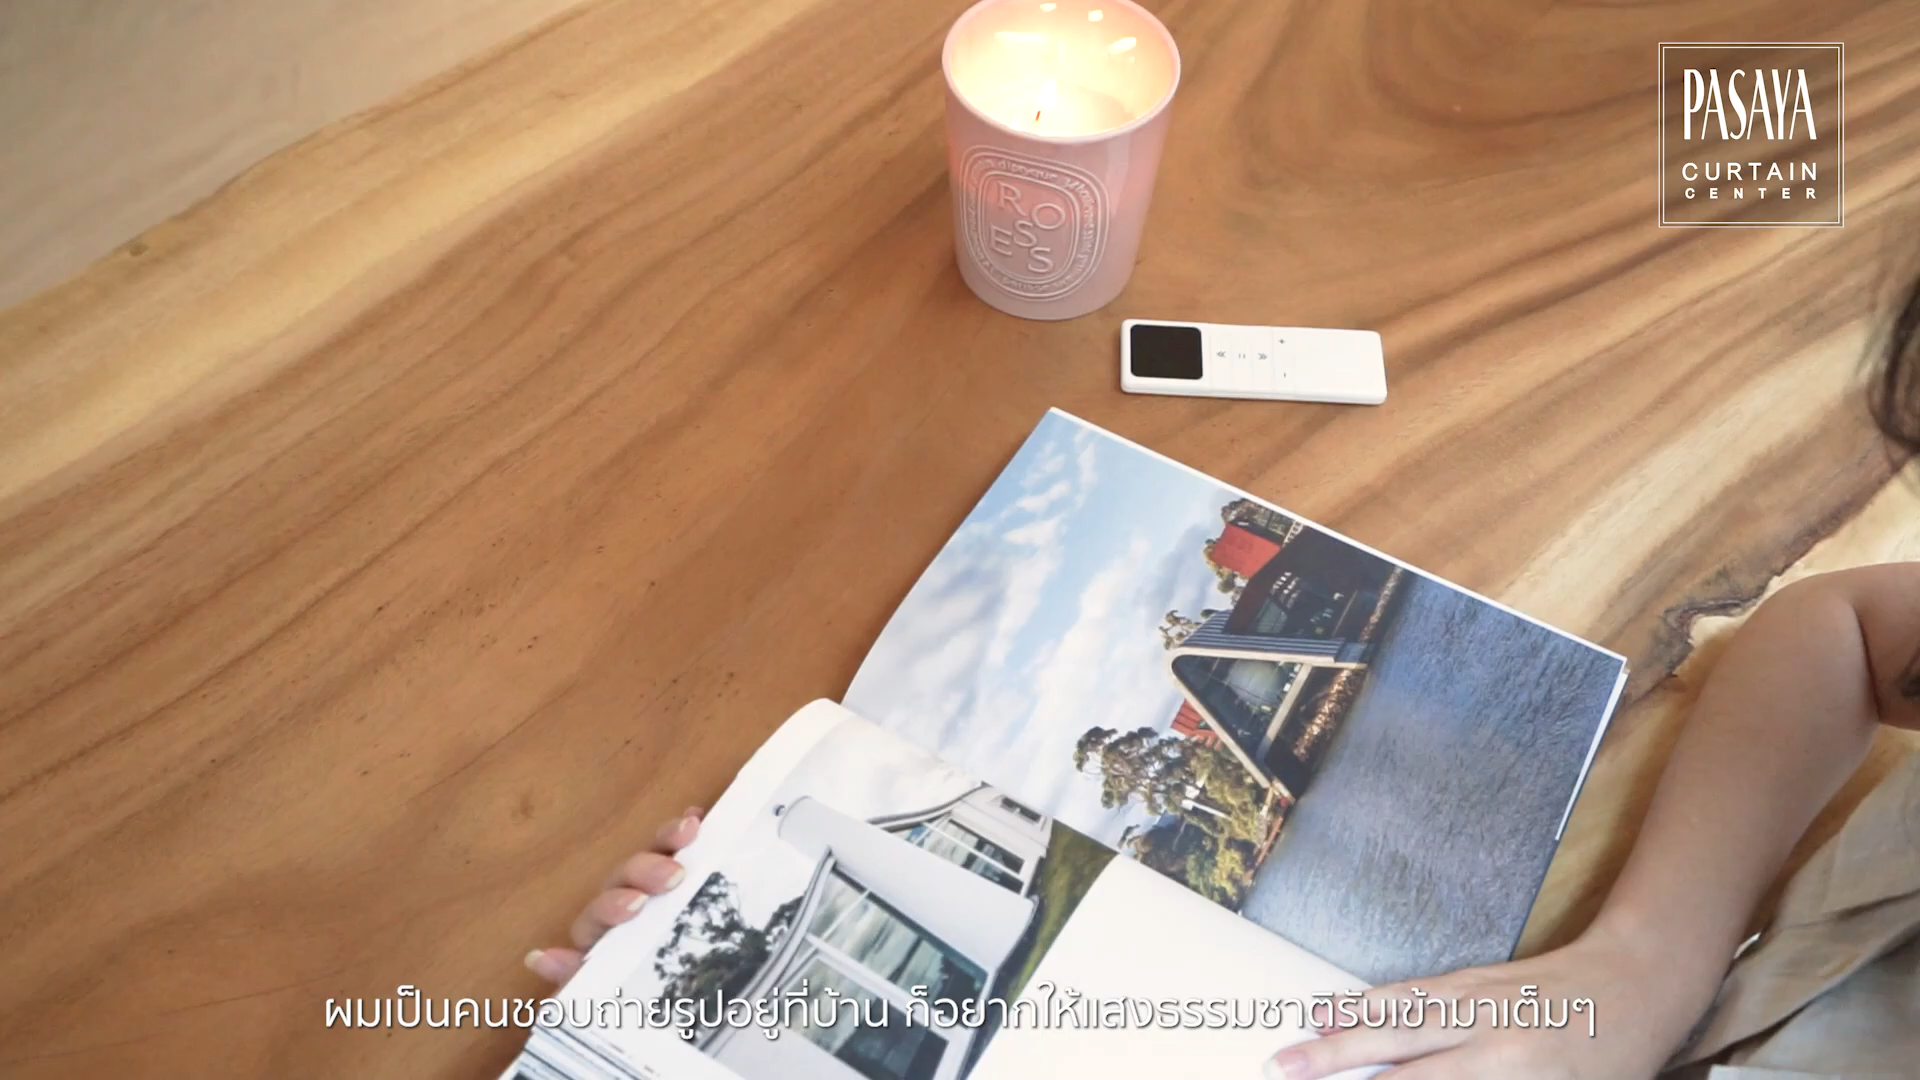 PASAYA
CURTAIN
CENTER
RO
SS
E
ผมเป็นคนชอบถ่ายรูปอยู่ที่บ้าน ก็อยากให้แสงธรรมชาติรับเข้ามาเต็มๆ